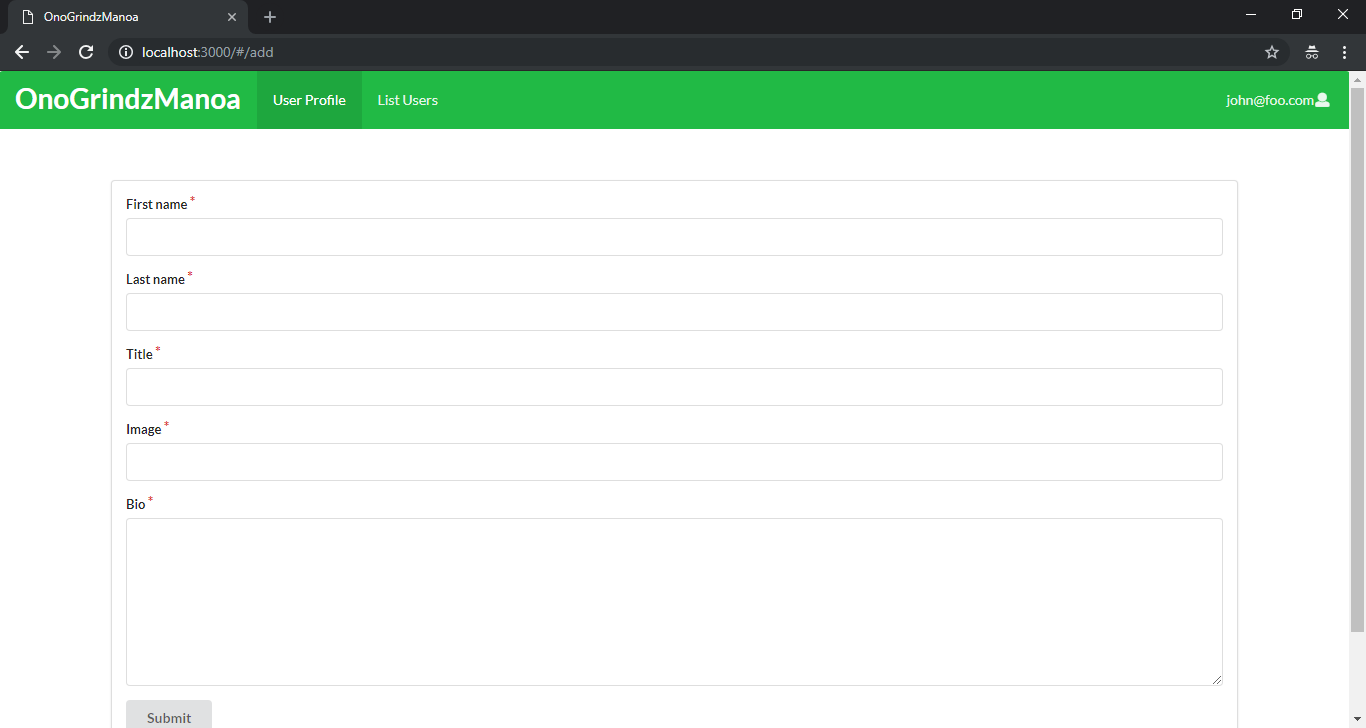 OnoGrindzManoa
localhost:3000/#/add
OnoGrindzManoa User Profile List Users john@foo.com
First name *
Last name *
Title *
Image *
Bio *
Submit